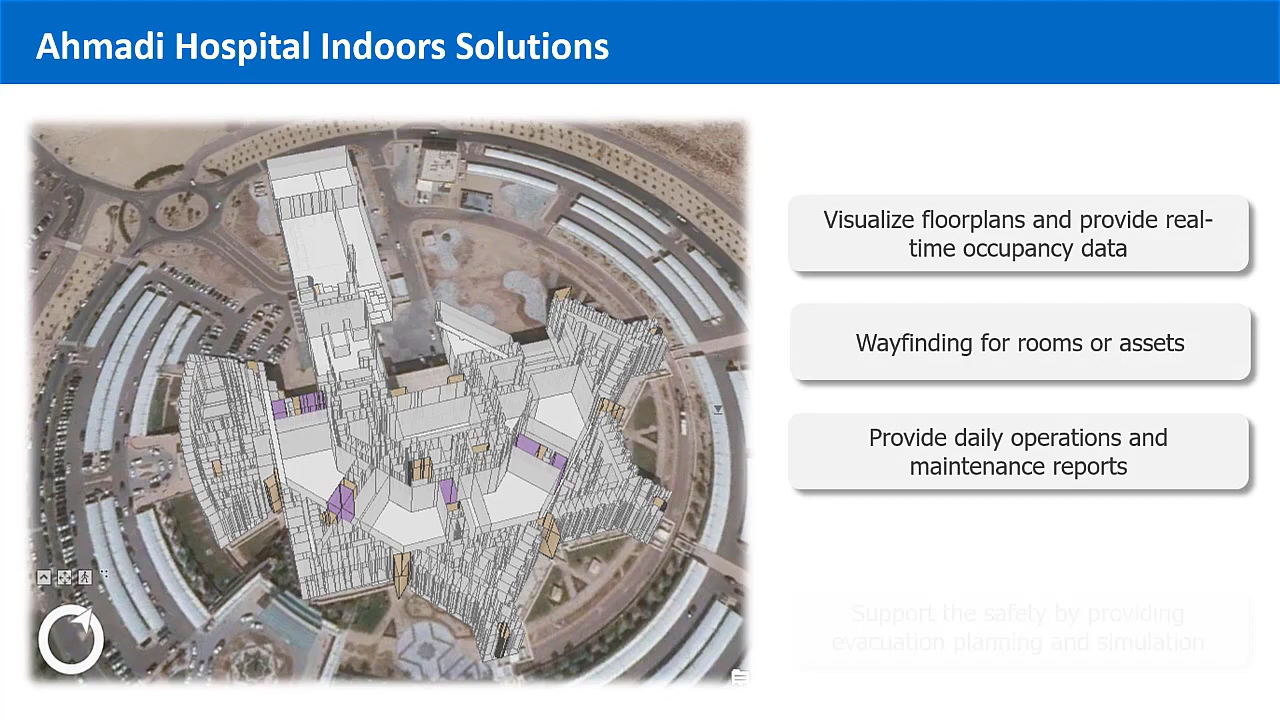 Ahmadi Hospital Indoors Solutions
Visualize floorplans and provide real-
time occupancy data
Wayfinding for rooms or assets
Provide daily operations and
maintenance reports
Support the safety by providing
evacuation planning and simulation